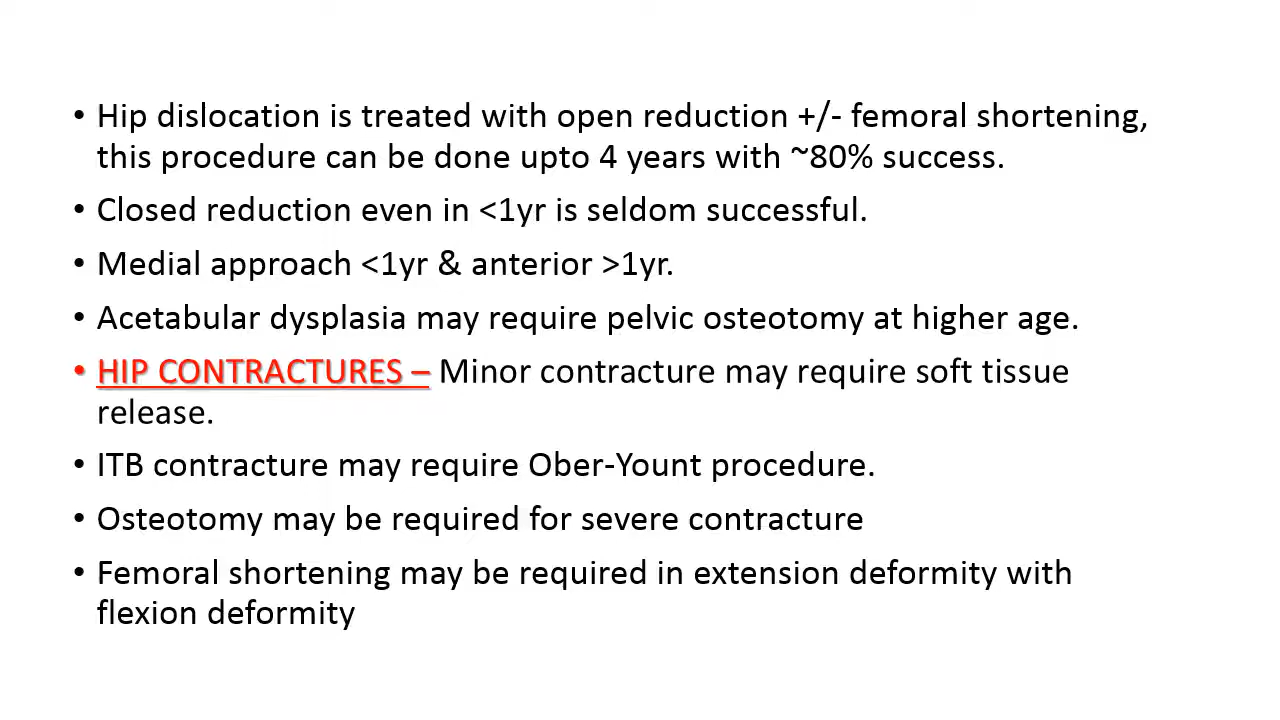 • Hip dislocation is treated with open reduction +/- femoral shortening,
this procedure can be done upto 4 years with ~80% success.
• Closed reduction even in <1yr is seldom successful.
• Medial approach <1yr & anterior >1yr.
• Acetabular dysplasia may require pelvic osteotomy at higher age.
• HIP CONTRACTURES – Minor contracture may require soft tissue
release.
• ITB contracture may require Ober-Yount procedure.
• Osteotomy may be required for severe contracture
• Femoral shortening may be required in extension deformity with
flexion deformity